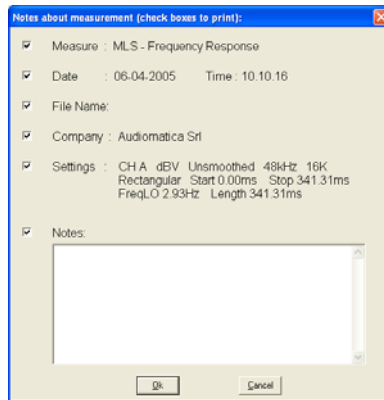 Notes about measurement (check boxes to print):
Measure : MLS - Frequency Response
Date : 06-04-2005 Time : 10.10.16
File Name:
Company : Audiomatica Srl
Settings : CH A dBV Unsmoothed 48kHz 16K
Rectangular Start 0.00ms Stop 341.31ms
FreqLO 2.93Hz Length 341.31ms
Notes:
Ok Cancel